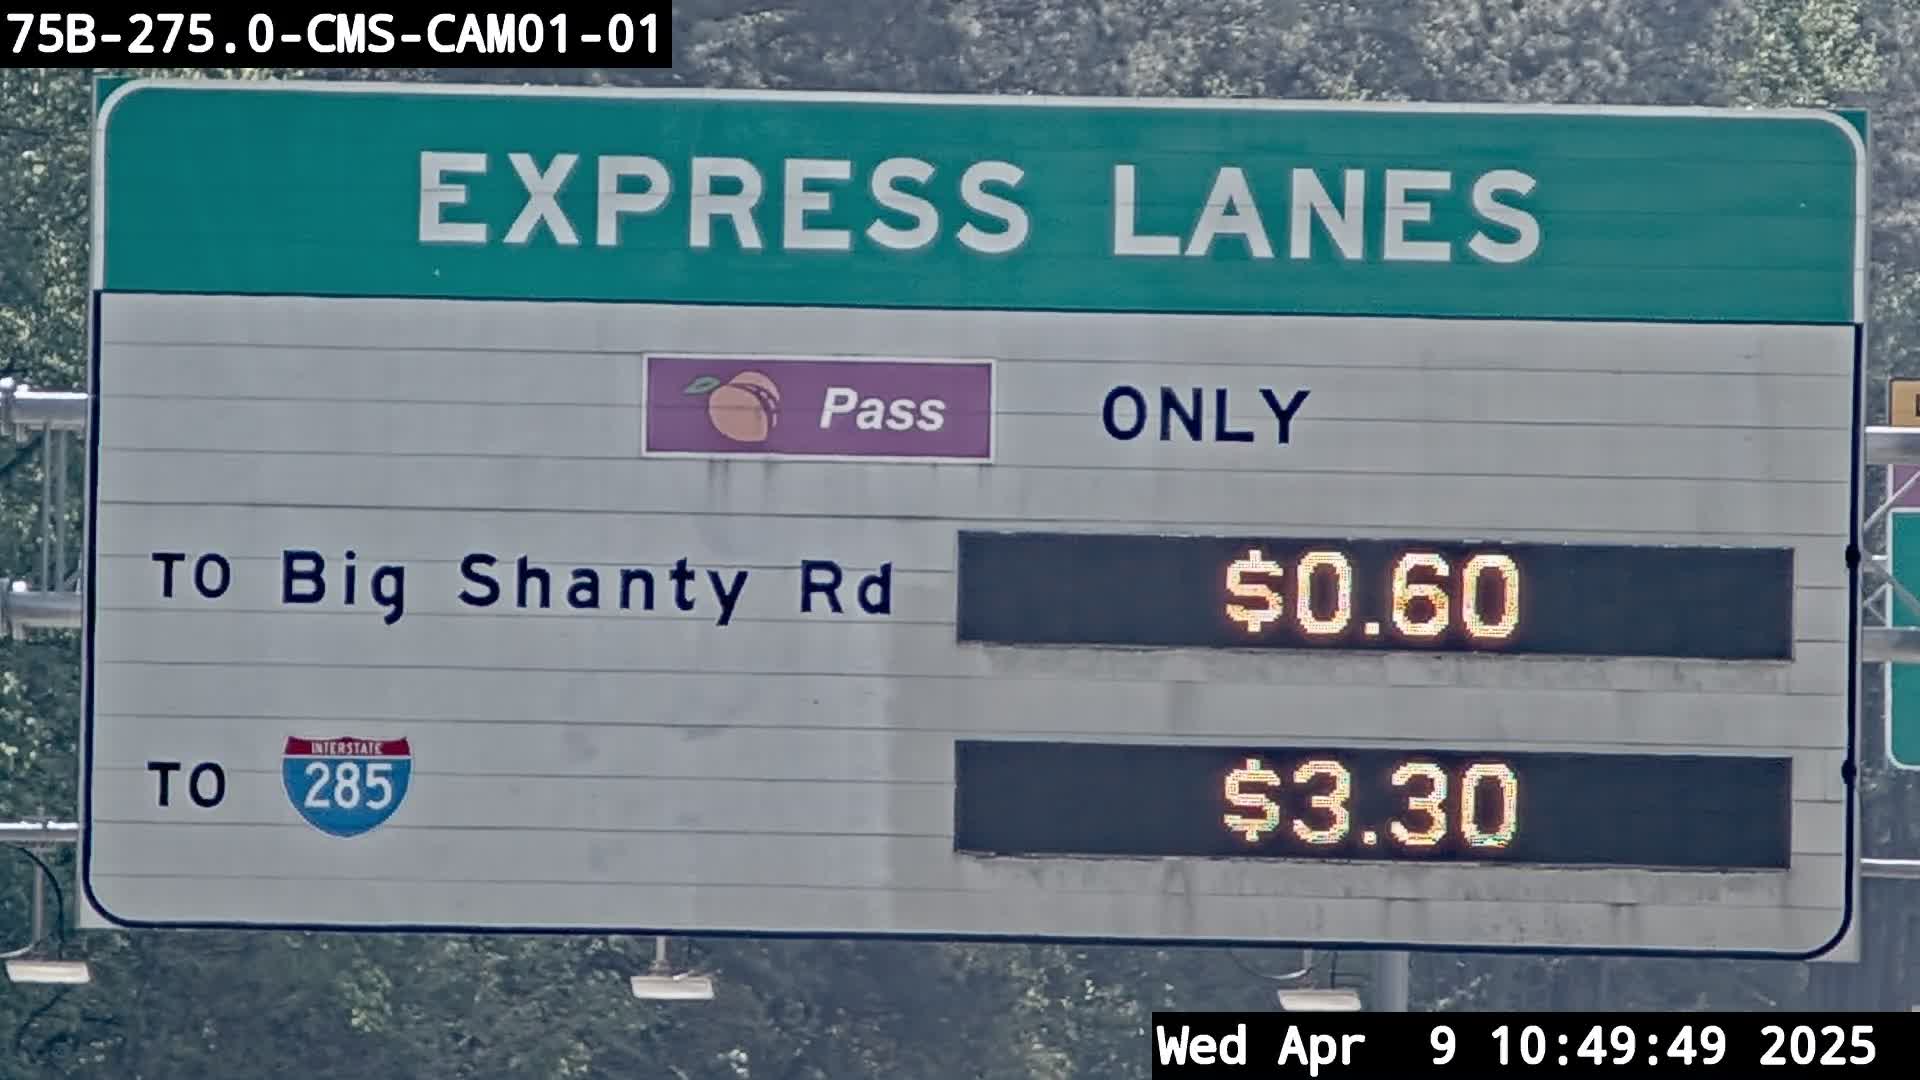 75B-275.0-CMS-CAM01-01
EXPRESS LANES
Pass ONLY
TO Big Shanty Rd $0.60
TO INTERSTATE 285 $3.30
Wed Apr 9 10:49:49 2025